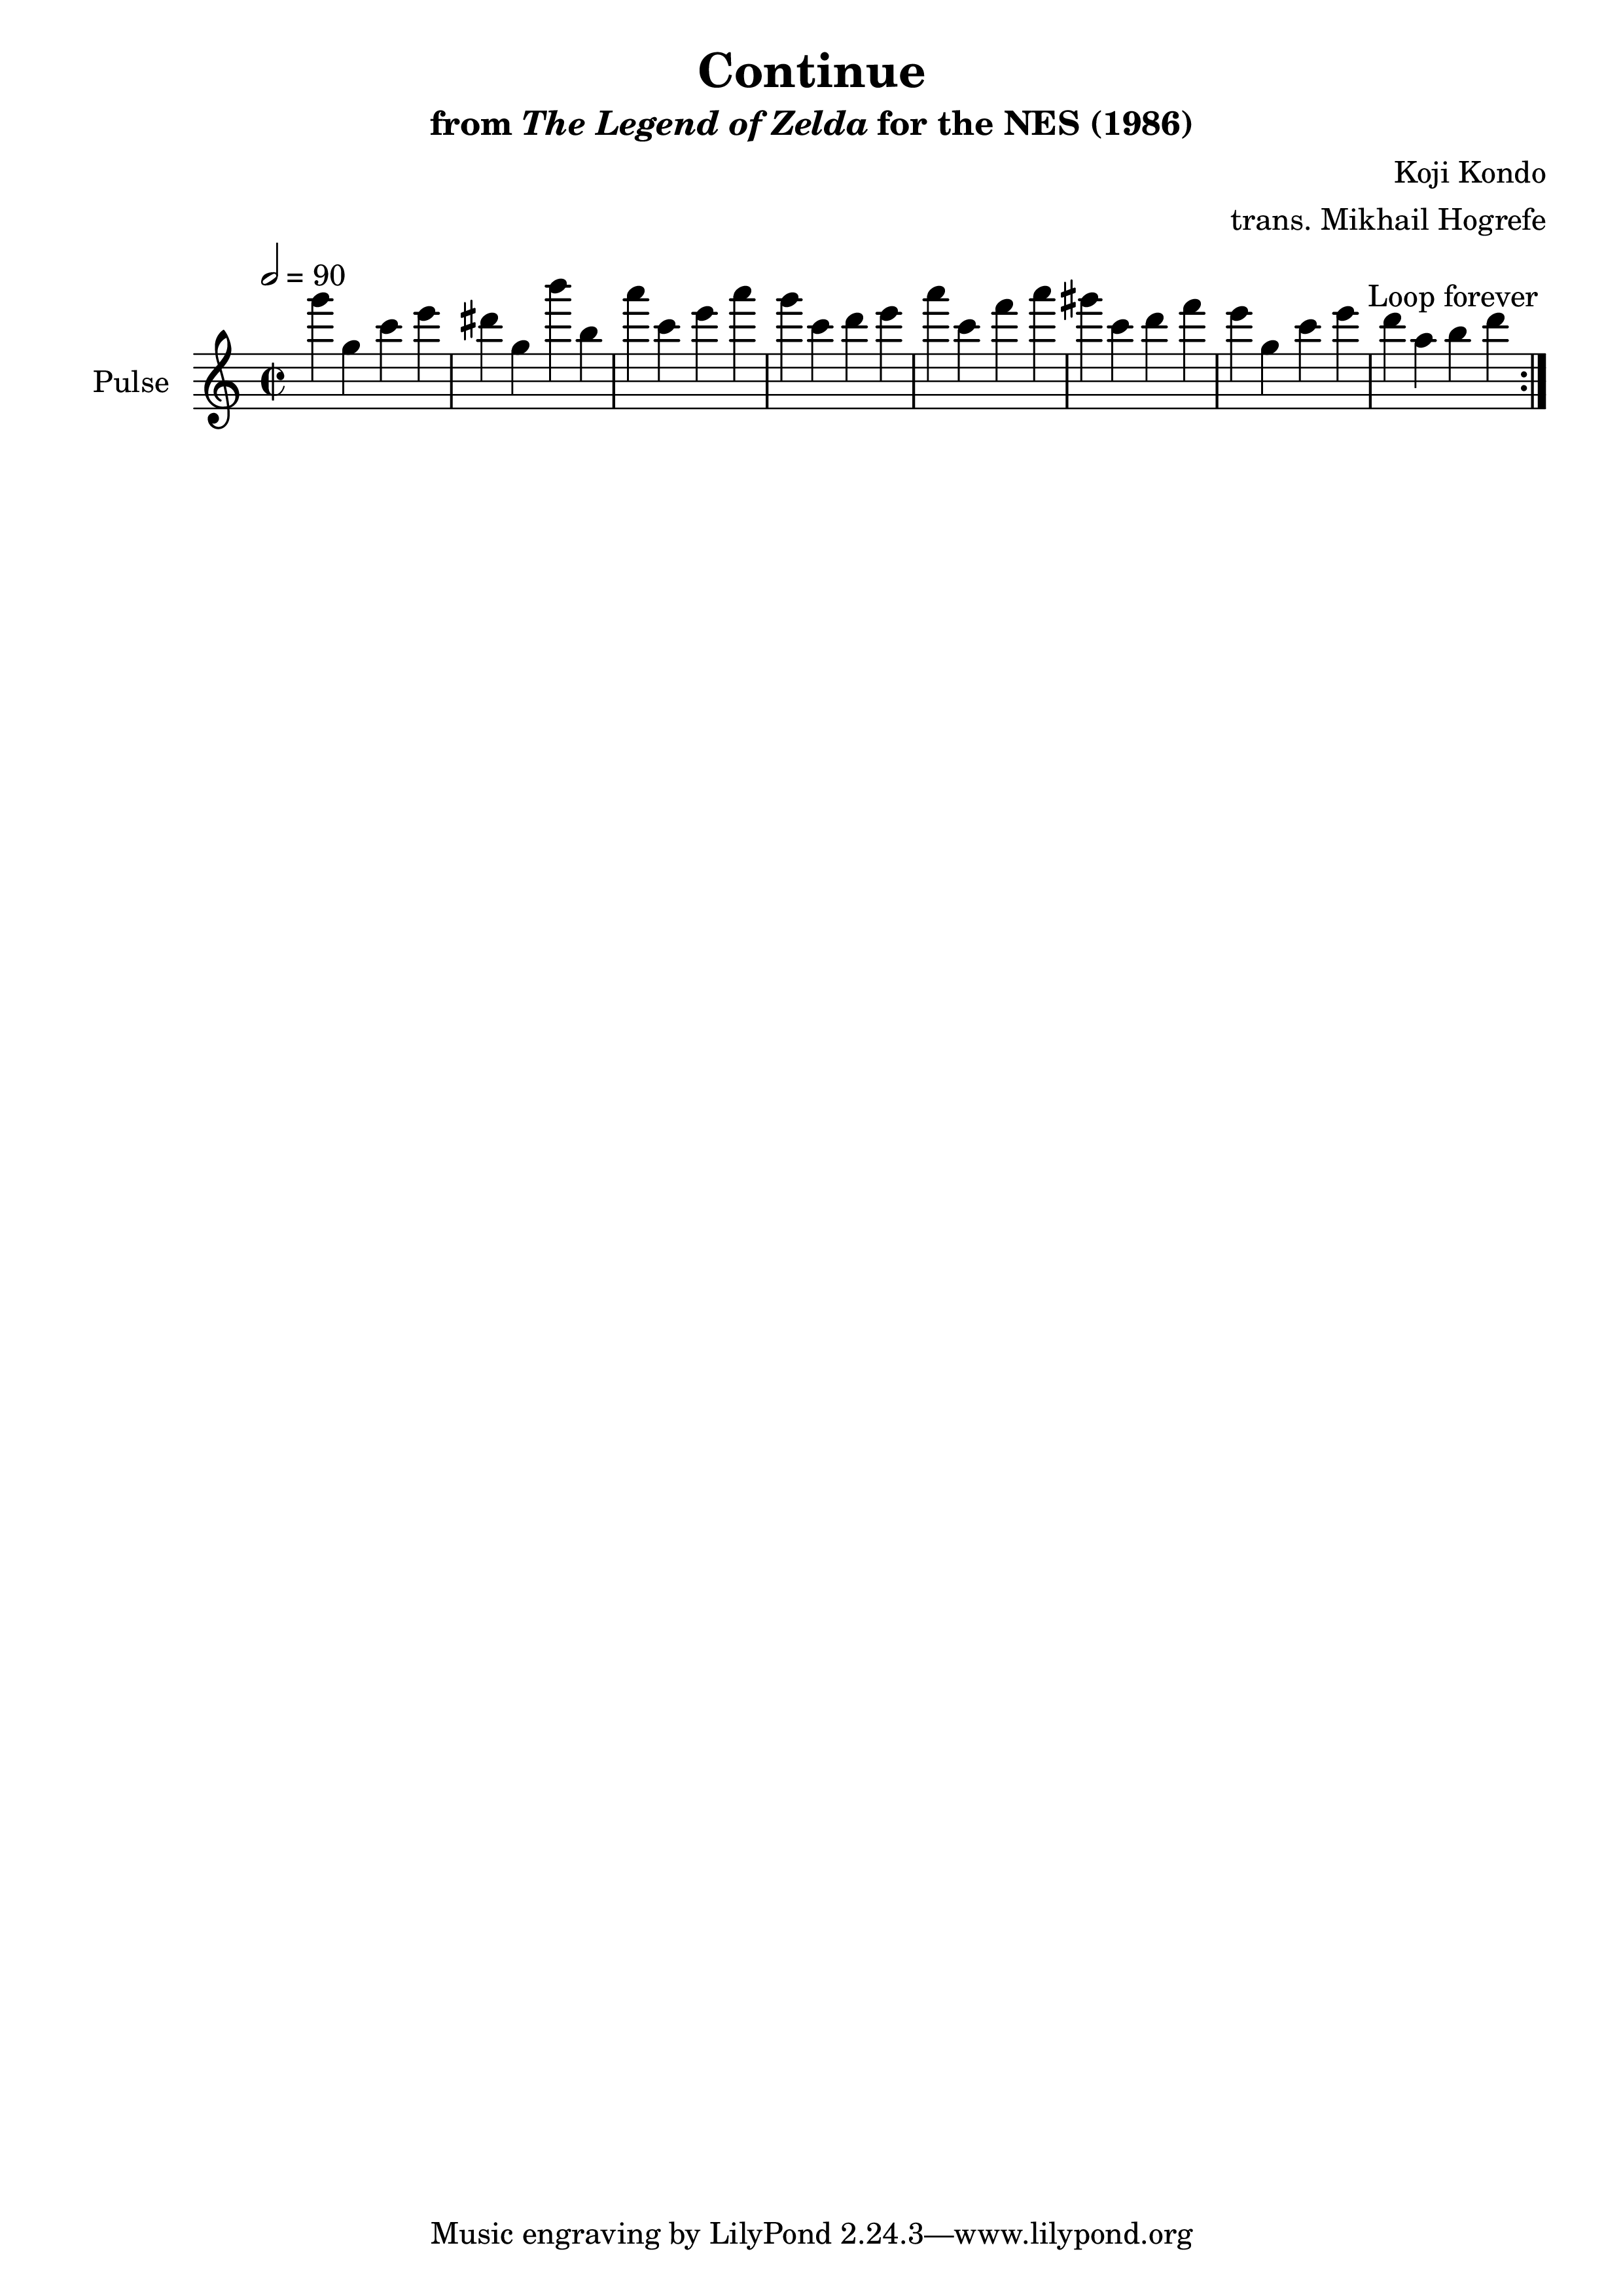 Continue
from The Legend of Zelda for the NES (1986)
Koji Kondo
trans. Mikhail Hogrefe
= 90
Loop forever
Pulse
Music engraving by LilyPond 2.24.3—www.lilypond.org